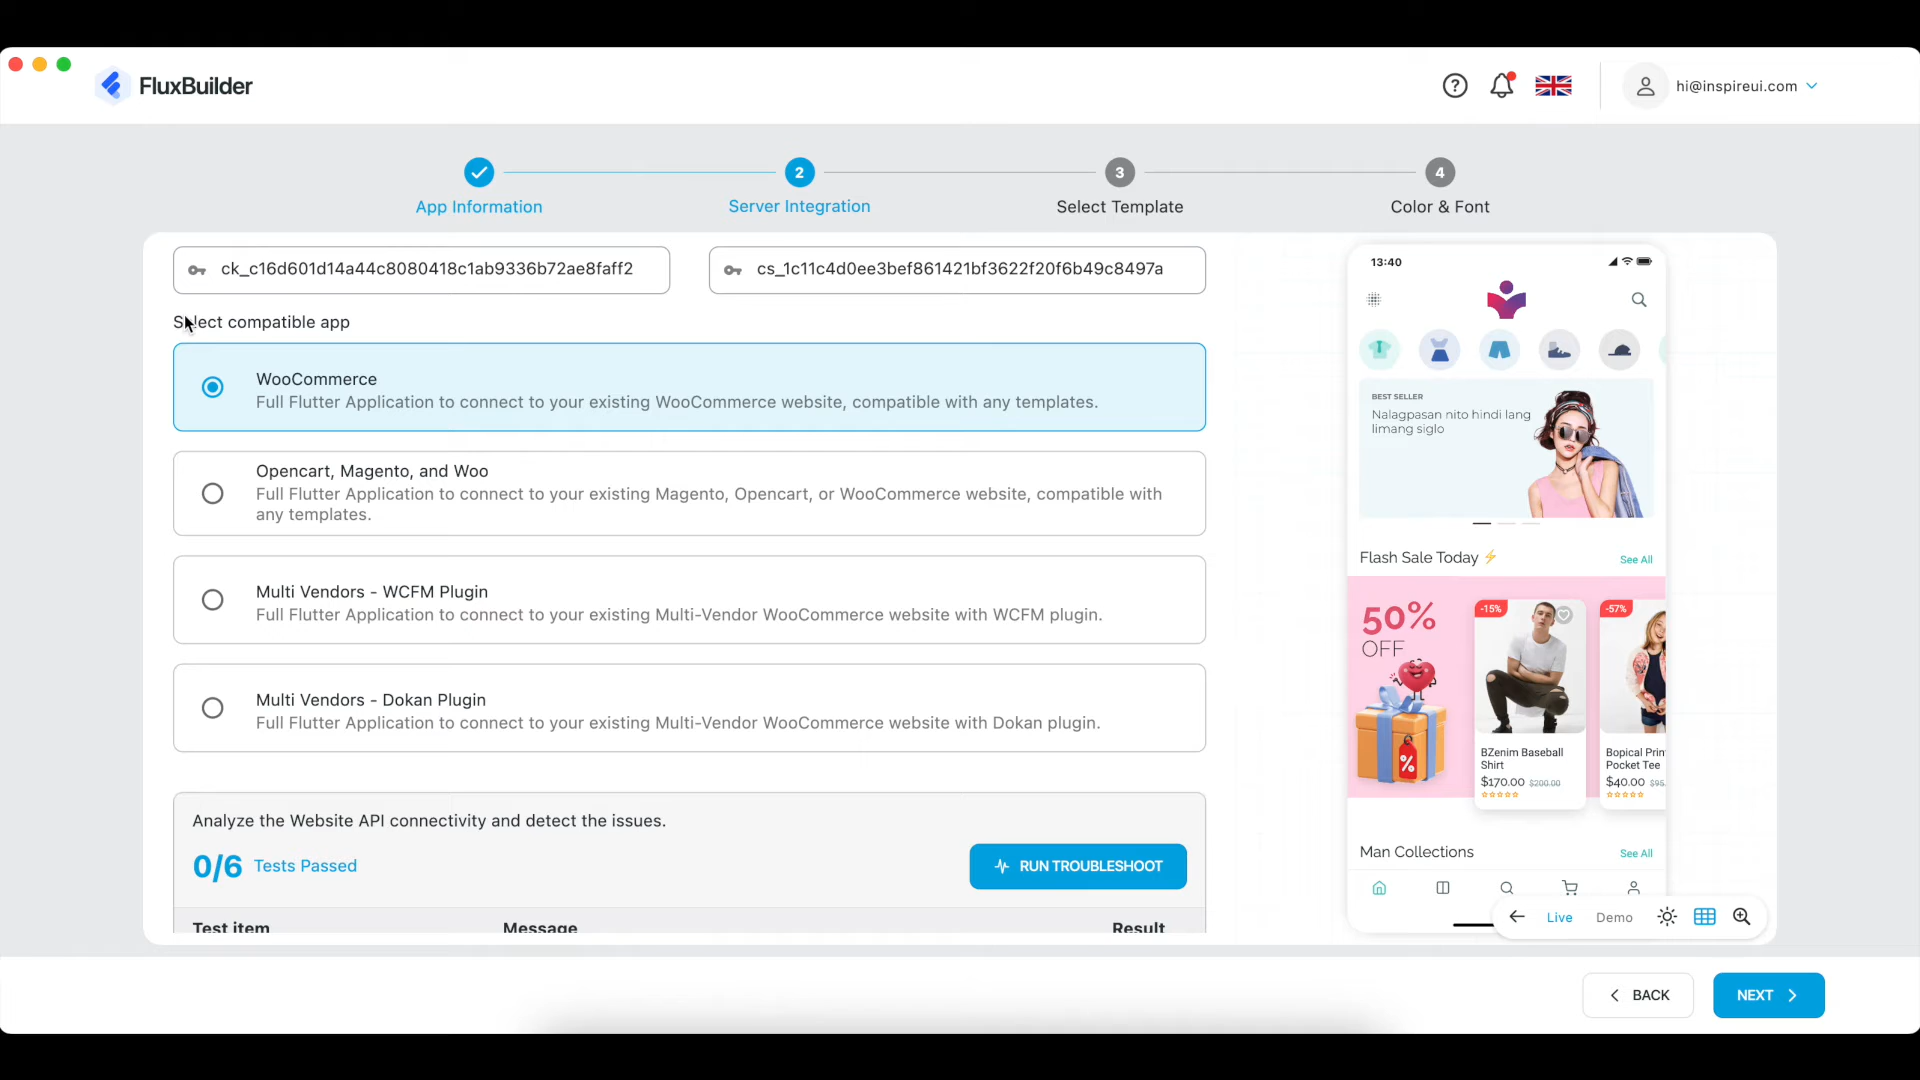 FluxBuilder
hi@inspireui.com
2
3
4
App Information
Server Integration
Select Template
Color & Font
ck_c16d601d14a44c8080418c1ab9336b72ae8faff2
cs_1c11c4d0ee3bef861421bf3622f20f6b49c8497a
Select compatible app
WooCommerce
Full Flutter Application to connect to your existing WooCommerce website, compatible with any templates.
Opencart, Magento, and Woo
Full Flutter Application to connect to your existing Magento, Opencart, or WooCommerce website, compatible with
any templates.
Multi Vendors - WCFM Plugin
Full Flutter Application to connect to your existing Multi-Vendor WooCommerce website with WCFM plugin.
Multi Vendors - Dokan Plugin
Full Flutter Application to connect to your existing Multi-Vendor WooCommerce website with Dokan plugin.
Analyze the Website API connectivity and detect the issues.
0/6 Tests Passed
RUN TROUBLESHOOT
Test item
Message
Result
13:40
BEST SELLER
Nalagpasan nito hindi lang
limang siglo
Flash Sale Today ⚡
See All
50%
OFF
%
-15%
-57%
BZenim Baseball
Shirt
$170.00 $200.00
Bopical Prin
Pocket Tee
$40.00 $95.
Man Collections
See All
Live
Demo
BACK
NEXT